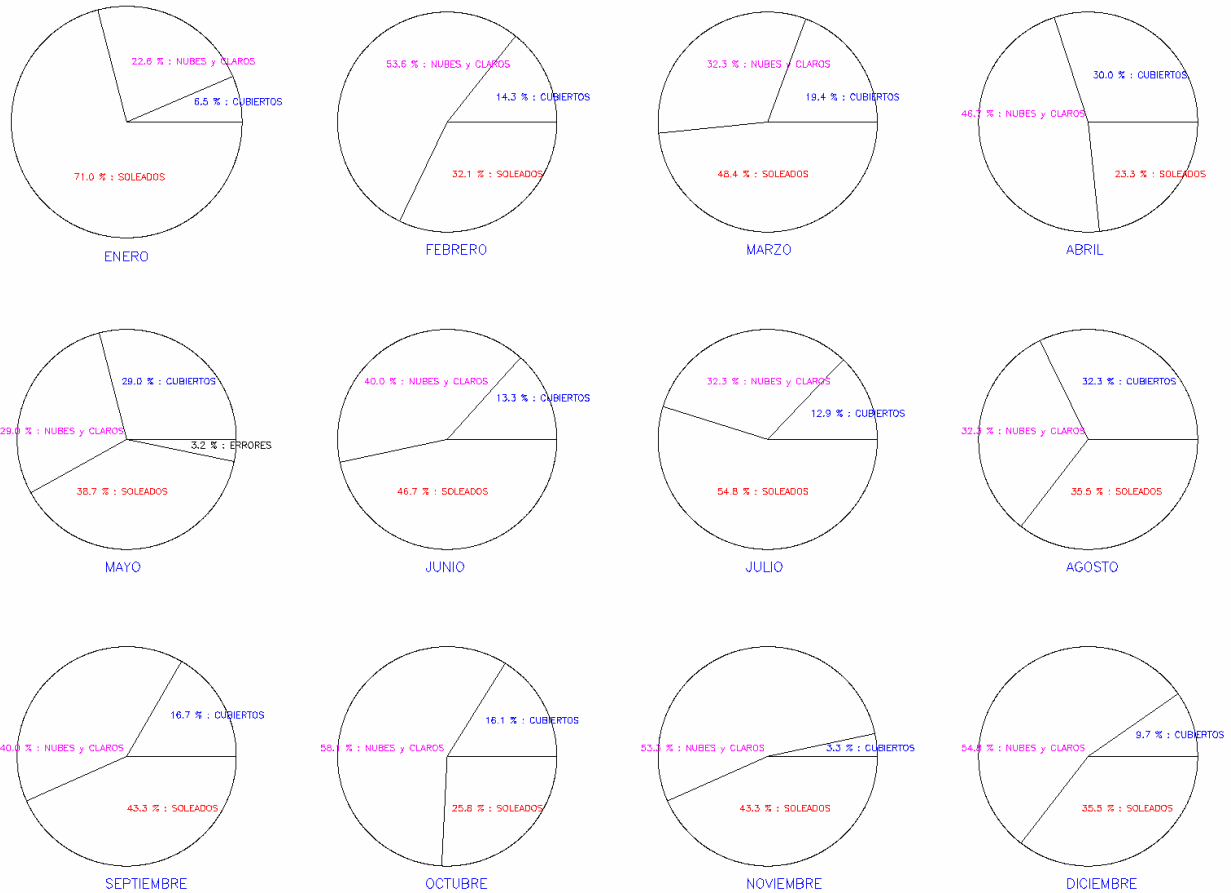 22.6 % : NUBES y CLAROS
6.5 % : CUBIERTOS
71.0 % : SOLEADOS
ENERO
53.6 % : NUBES y CLAROS
14.3 % : CUBIERTOS
32.1 % : SOLEADOS
FEBRERO
32.3 % : NUBES y CLAROS
19.4 % : CUBIERTOS
48.4 % : SOLEADOS
MARZO
30.0 % : CUBIERTOS
46.7 % : NUBES y CLAROS
23.3 % : SOLEADOS
ABRIL
29.0 % : CUBIERTOS
29.0 % : NUBES y CLAROS
3.2 % : ERRORES
38.7 % : SOLEADOS
MAYO
40.0 % : NUBES y CLAROS
13.3 % : CUBIERTOS
46.7 % : SOLEADOS
JUNIO
32.3 % : NUBES y CLAROS
12.9 % : CUBIERTOS
54.8 % : SOLEADOS
JULIO
32.3 % : CUBIERTOS
32.3 % : NUBES y CLAROS
35.5 % : SOLEADOS
AGOSTO
16.7 % : CUBIERTOS
40.0 % : NUBES y CLAROS
43.3 % : SOLEADOS
SEPTIEMBRE
16.1 % : CUBIERTOS
58.1 % : NUBES y CLAROS
25.8 % : SOLEADOS
OCTUBRE
53.3 % : NUBES y CLAROS
3.3 % : CUBIERTOS
43.3 % : SOLEADOS
NOVIEMBRE
9.7 % : CUBIERTOS
54.8 % : NUBES y CLAROS
35.5 % : SOLEADOS
DICIEMBRE